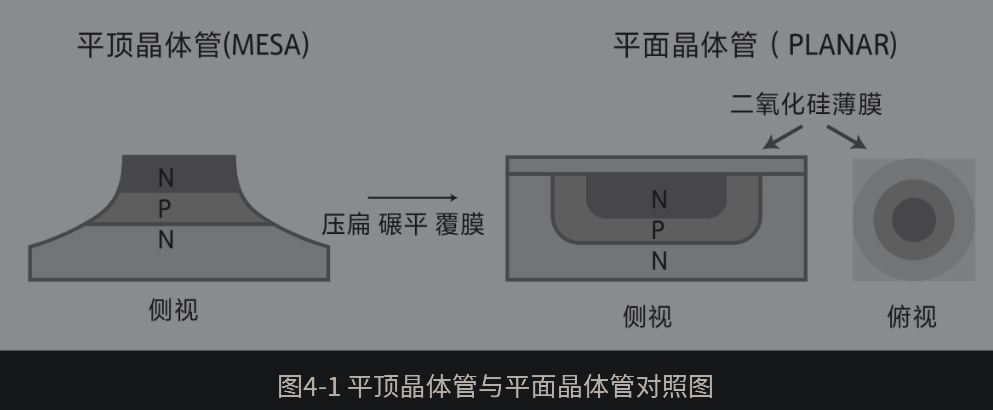 平顶晶体管(MESA)
平面晶体管（PLANAR)
二氧化硅薄膜
N
P
N
压扁 碾平 覆膜
N
P
N
侧视
侧视
俯视
图4-1 平顶晶体管与平面晶体管对照图